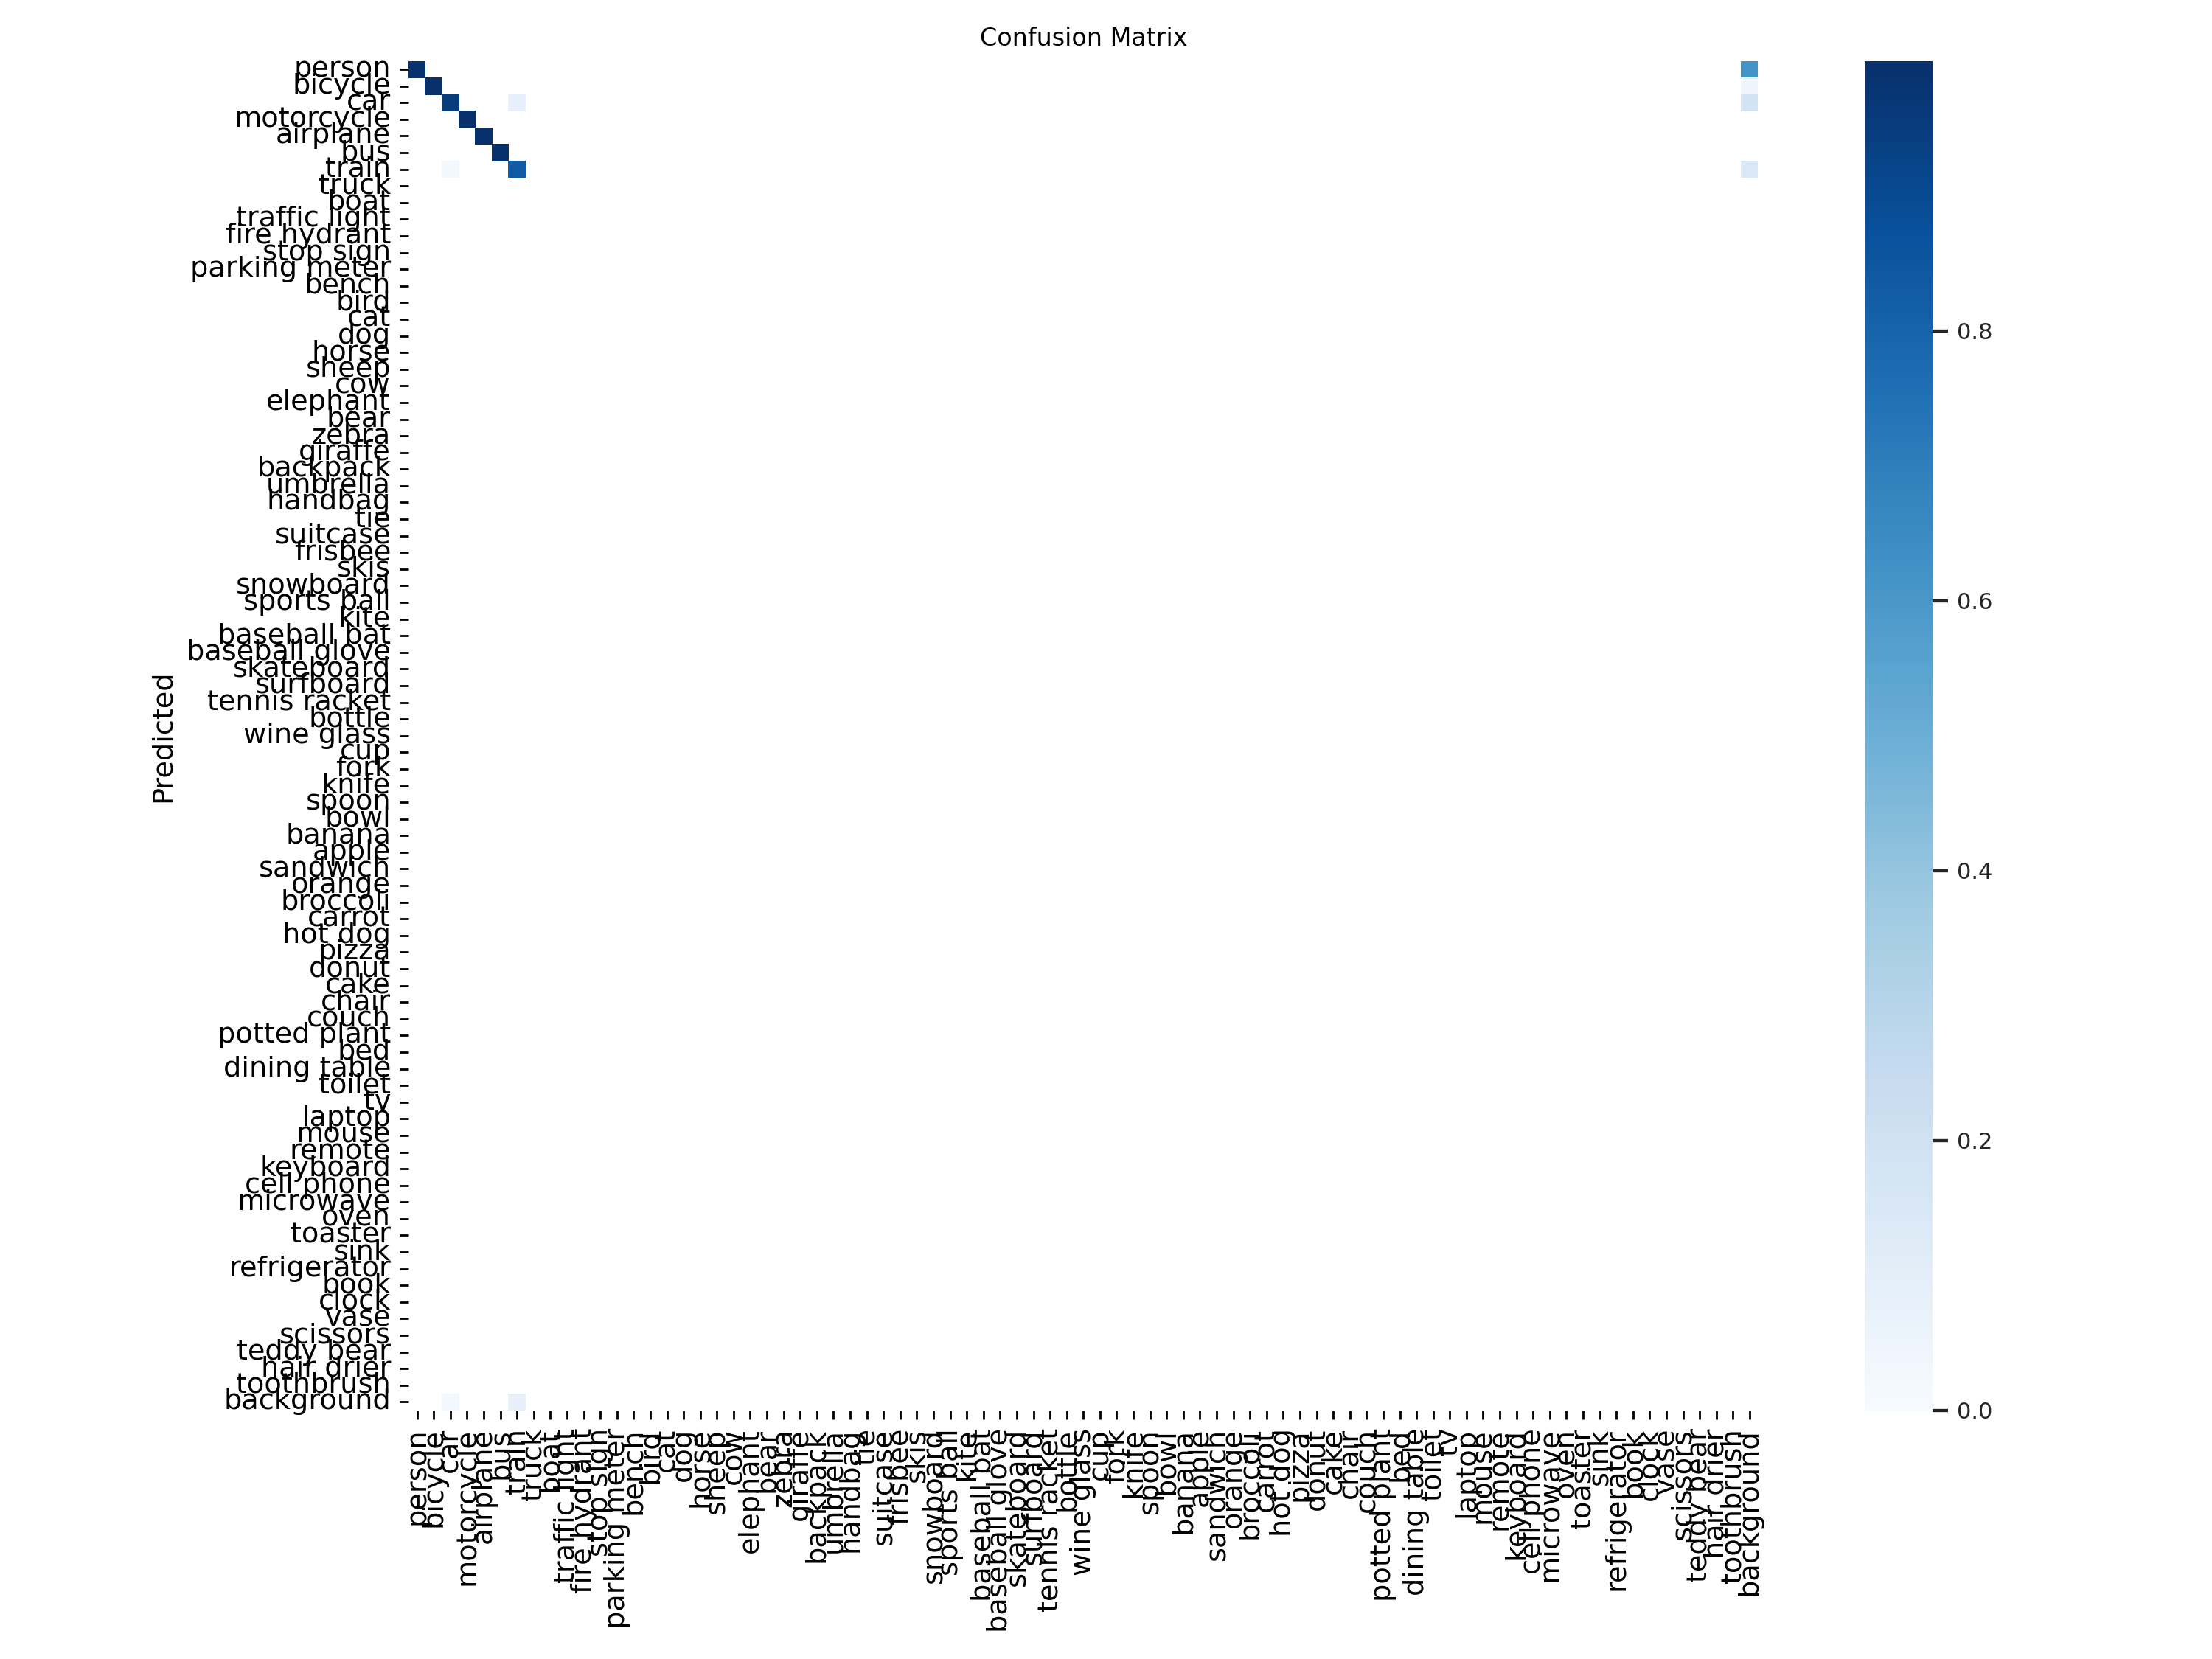 Confusion Matrix
person
bicycle
car
motorcycle
airplane
bus
train
truck
boat
traffic light
fire hydrant
stop sign
parking meter
bench
bird
cat
dog
horse
sheep
cow
elephant
bear
zebra
giraffe
backpack
umbrella
handbag
tie
suitcase
frisbee
skis
snowboard
sports ball
kite
baseball bat
baseball glove
skateboard
surfboard
tennis racket
bottle
wine glass
cup
fork
knife
spoon
bowl
banana
apple
sandwich
orange
broccoli
carrot
hot dog
pizza
donut
cake
chair
couch
potted plant
bed
dining table
toilet
tv
laptop
mouse
remote
keyboard
cell phone
microwave
oven
toaster
sink
refrigerator
book
clock
vase
scissors
teddy bear
hair drier
toothbrush
background
Predicted
person
bicycle
car
motorcycle
airplane
bus
train
truck
boat
traffic light
fire hydrant
stop sign
parking meter
bench
bird
cat
dog
horse
sheep
cow
elephant
bear
zebra
giraffe
backpack
umbrella
handbag
tie
suitcase
frisbee
skis
snowboard
sports ball
kite
baseball bat
baseball glove
skateboard
surfboard
tennis racket
bottle
wine glass
cup
fork
knife
spoon
bowl
banana
apple
sandwich
orange
broccoli
carrot
hot dog
pizza
donut
cake
chair
couch
potted plant
bed
dining table
toilet
tv
laptop
mouse
remote
keyboard
cell phone
microwave
oven
toaster
sink
refrigerator
book
clock
vase
scissors
teddy bear
hair drier
toothbrush
background
0.8
0.6
0.4
0.2
0.0